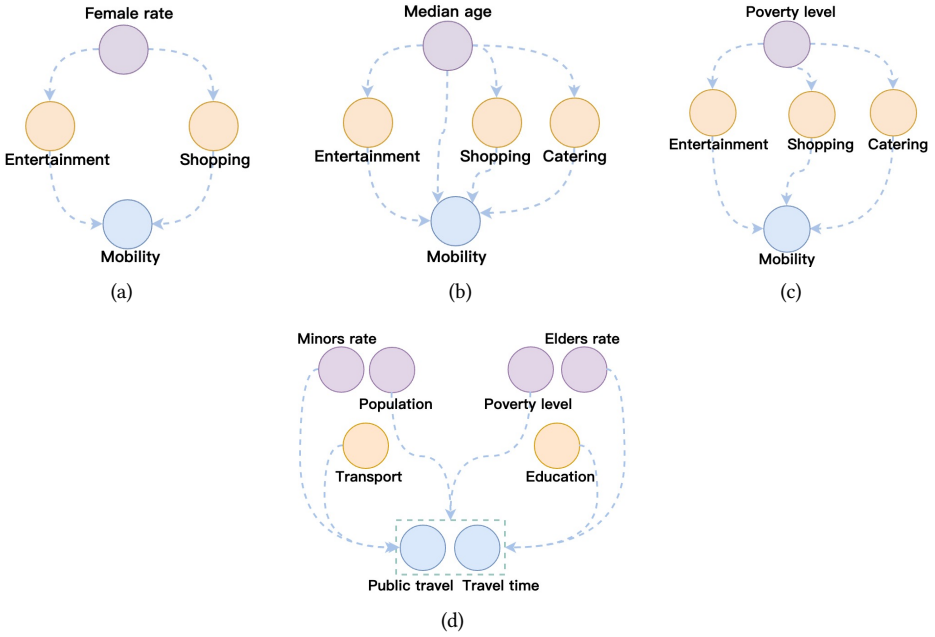 Female rate
Entertainment
Shopping
Mobility
(a)
Median age
Entertainment
Shopping
Catering
Mobility
(b)
Poverty level
Entertainment
Shopping
Catering
Mobility
(c)
Minors rate
Elders rate
Population
Poverty level
Transport
Education
Public travel
Travel time
(d)